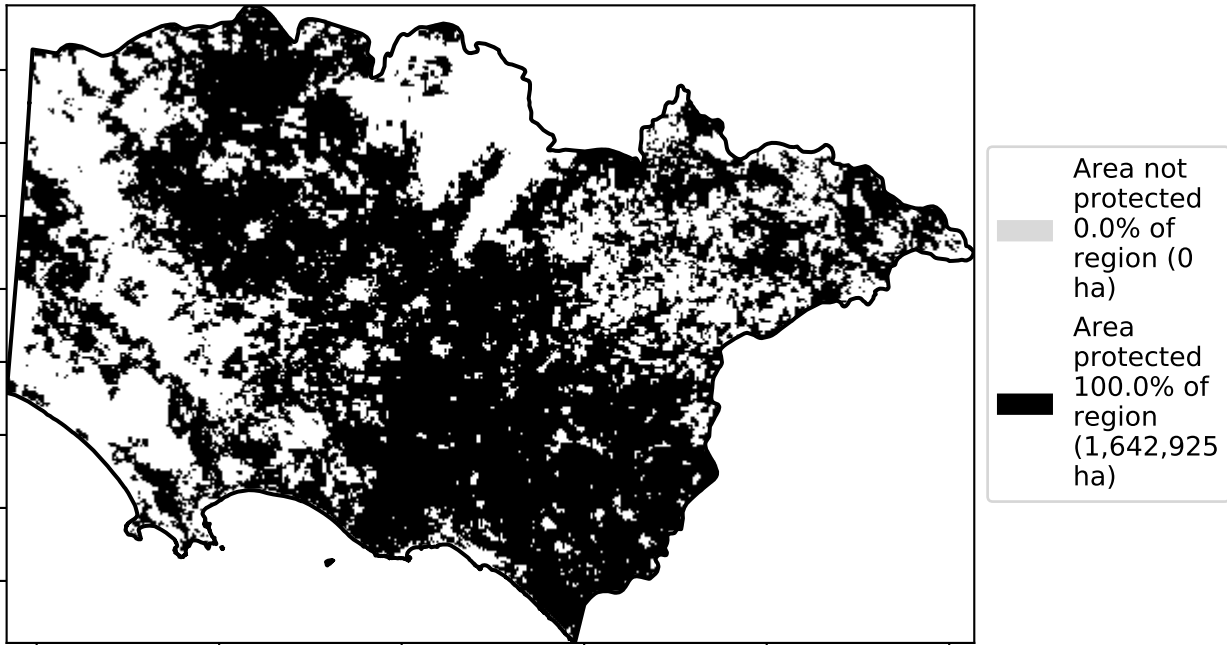 Area not
protected
0.0% of
region (0
ha)
Area
protected
100.0% of
region
(1,642,925
ha)